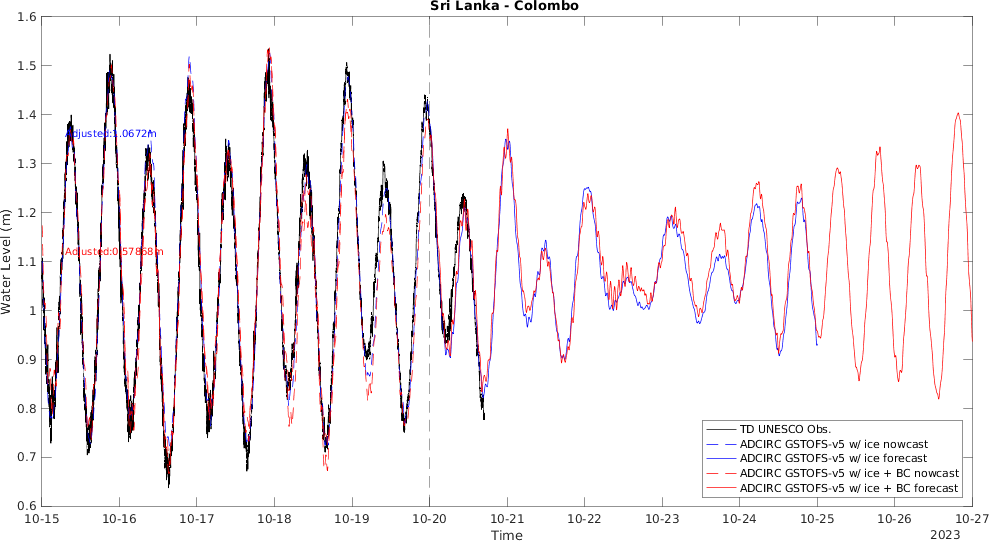 Sri Lanka - Colombo
1.6
1.5
1.4
1.3
1.2
1.1
1
0.9
0.8
0.7
0.6
Water Level (m)
Adjusted:1.0672m
Adjusted:0.57868m
TD UNESCO Obs.
ADCIRC GSTOFS-v5 w/ ice nowcast
ADCIRC GSTOFS-v5 w/ ice forecast
ADCIRC GSTOFS-v5 w/ ice + BC nowcast
ADCIRC GSTOFS-v5 w/ ice + BC forecast
10-15 10-16 10-17 10-18 10-19 10-20 10-21 10-22 10-23 10-24 10-25 10-26 10-27
Time
2023